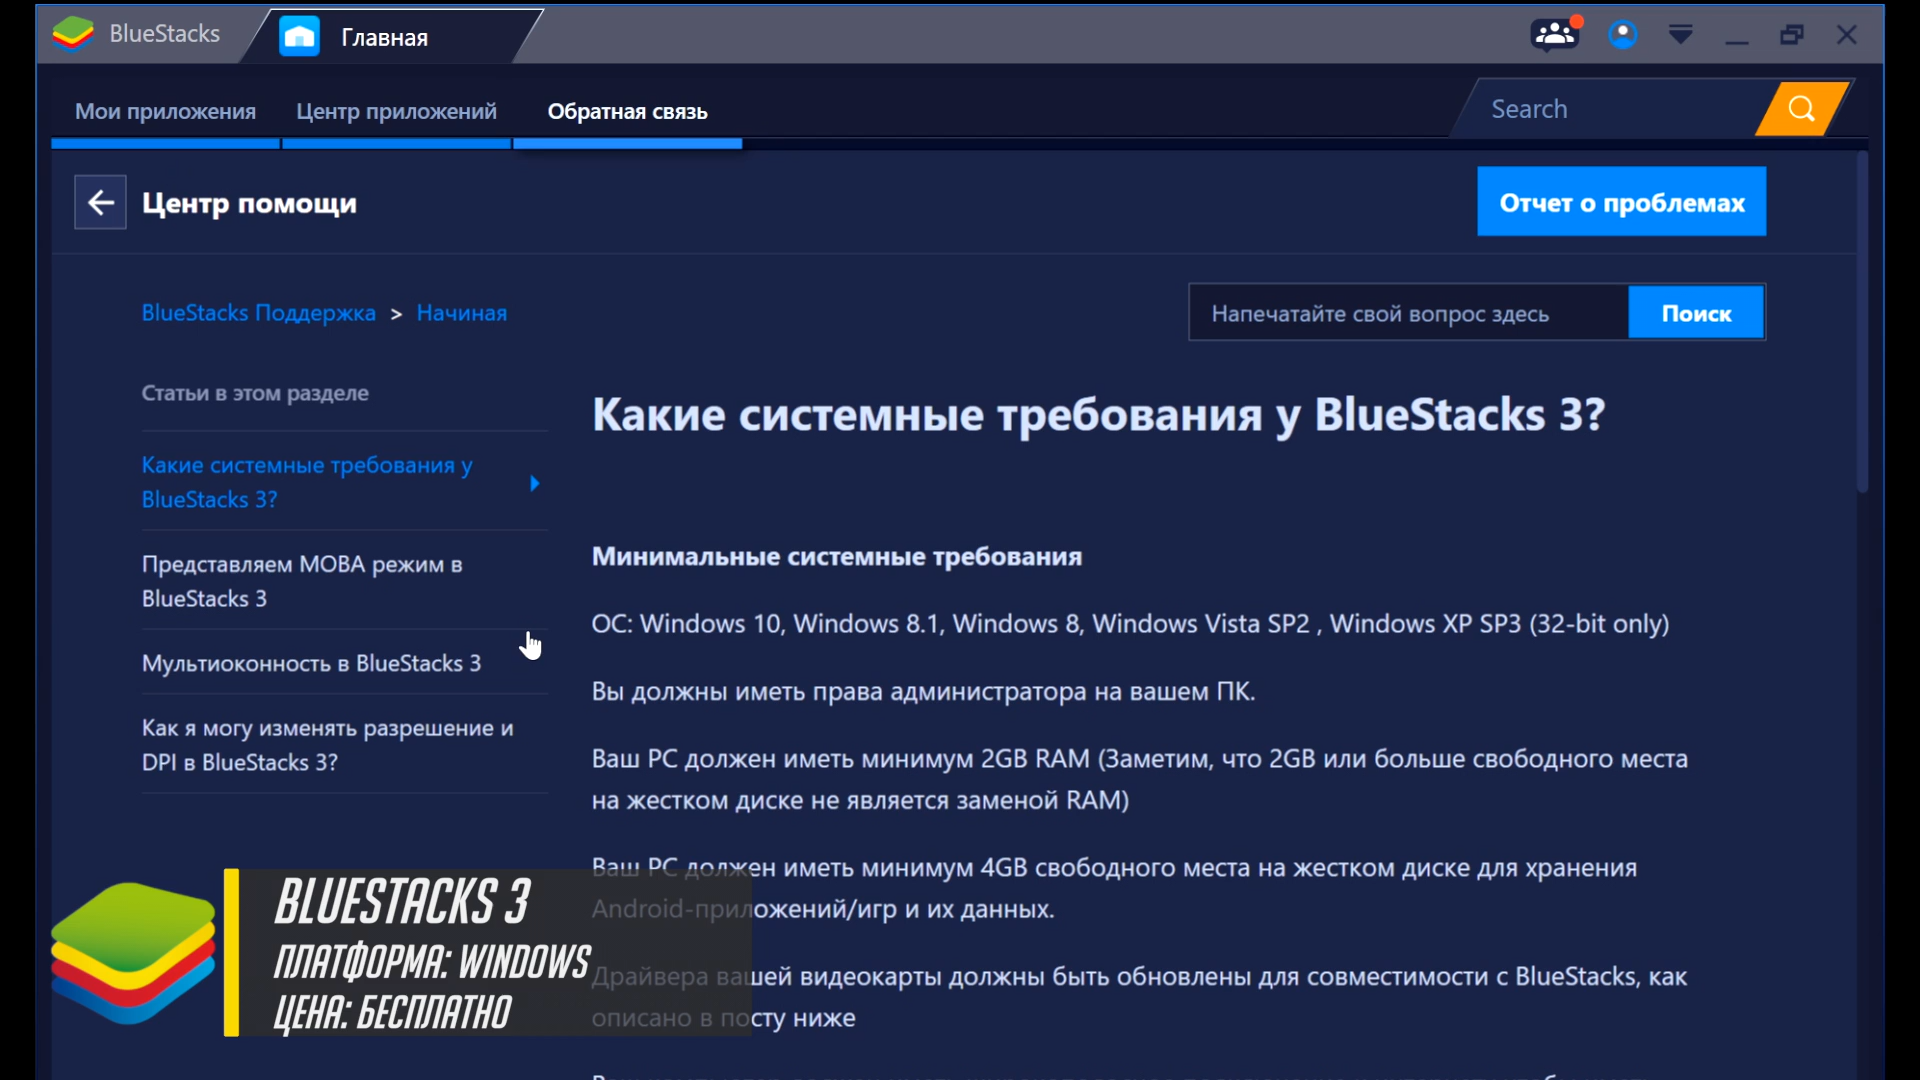 BlueStacks
Главная
Мои приложения
Центр приложений
Обратная связь
Search
Центр помощи
Отчет о проблемах
BlueStacks Поддержка > Начиная
Напечатайте свой вопрос здесь
Поиск
Статьи в этом разделе
Какие системные требования у
BlueStacks 3?
Представляем MOBA режим в
BlueStacks 3
Мультиоконность в BlueStacks 3
Как я могу изменять разрешение и
DPI в BlueStacks 3?
Какие системные требования у BlueStacks 3?
Минимальные системные требования
ОС: Windows 10, Windows 8.1, Windows 8, Windows Vista SP2 , Windows XP SP3 (32-bit only)
Вы должны иметь права администратора на вашем ПК.
Ваш PC должен иметь минимум 2GB RAM (Заметим, что 2GB или больше свободного места
на жестком диске не является заменой RAM)
Ваш PC должен иметь минимум 4GB свободного места на жестком диске для хранения
Android-приложений/игр и их данных.
Драйвера вашей видеокарты должны быть обновлены для совместимости с BlueStacks, как
описано в посту ниже
BLUESTACKS 3
ПЛАТФОРМА: WINDOWS
ЦЕНА: БЕСПЛАТНО